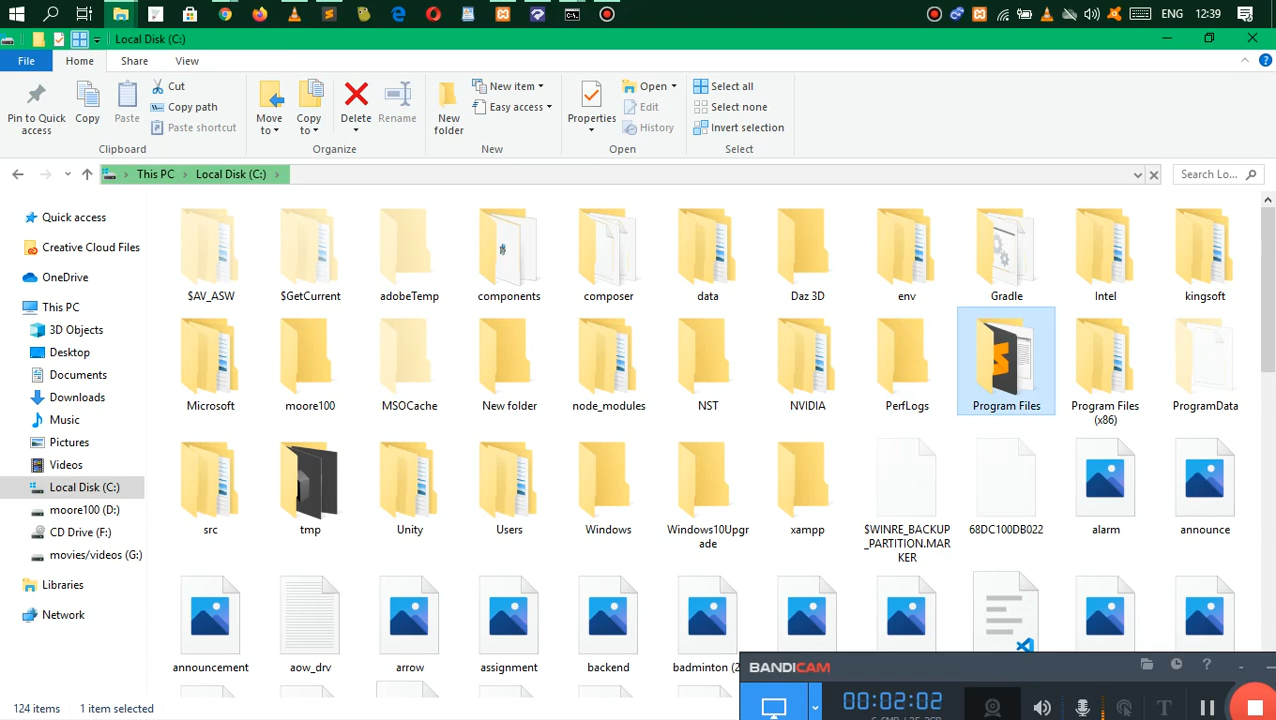 ENG 12:39
Local Disk (C:)
File Home Share View
Pin to Quick access
Copy
Paste
Cut
Copy path
Paste shortcut
Clipboard
Move to
Copy to
Delete
Rename
Organize
New folder
New item
Easy access
New
Properties
Open
Edit
History
Open
Select all
Select none
Invert selection
Select
This PC Local Disk (C:)
Search Lo...
Quick access
Creative Cloud Files
OneDrive
This PC
3D Objects
Desktop
Documents
Downloads
Music
Pictures
Videos
Local Disk (C:)
moore100 (D:)
CD Drive (F:)
movies/videos (G:)
Libraries
Network
$AV_ASW $GetCurrent adobeTemp components composer data Daz 3D env Gradle Intel kingsoft
Microsoft moore100 MSOCache New folder node_modules NST NVIDIA PerfLogs Program Files Program Files (x86) ProgramData
src tmp Unity Users Windows Windows10Upgrade xampp $WINRE_BACKUP_PARTITION.MARKER 68DC100DB022 alarm announce
announcement aow_drv arrow assignment backend badminton (2
BANDICAM
00:02:02
124 items 1 item selected